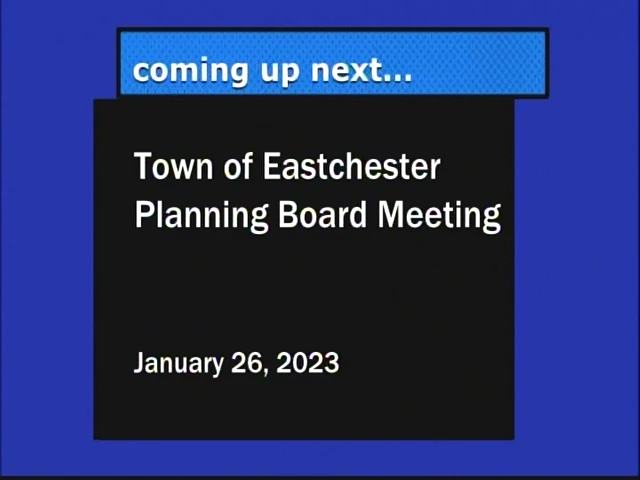 coming up next...
Town of Eastchester
Planning Board Meeting
January 26, 2023